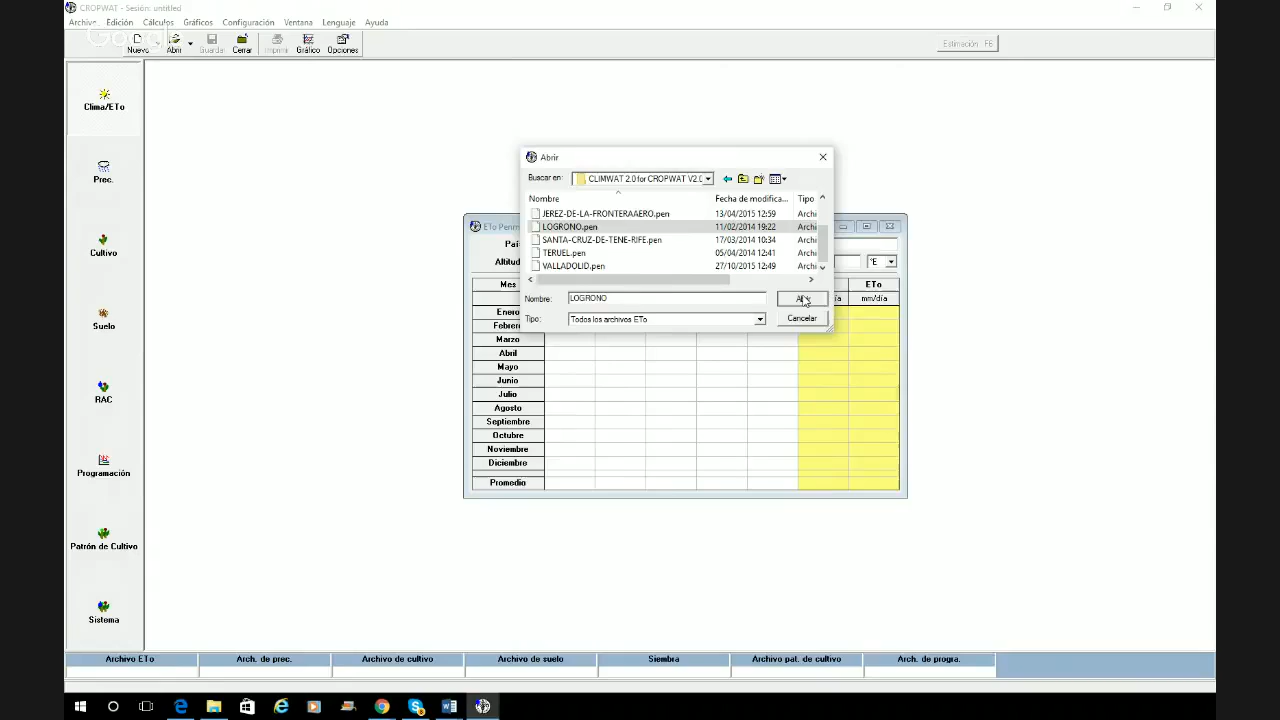 CROPWAT - Sesión: untitled
Archivo Edición Cálculos Gráficos Configuración Ventana Lenguaje Ayuda
Nuevo Abrir Guardar Cerrar Imprimir Gráfico Opciones
Estimación F6
Clima/ETo
Prec.
Cultivo
Suelo
RAC
Programación
Patrón de Cultivo
Sistema
Abrir
Buscar en: CLIMWAT 2.0 for CROPWAT V2.0
Nombre Fecha de modifica... Tipo
JEREZ-DE-LA-FRONTERAAERO.pen 13/04/2015 12:59 Archi
LOGRONO.pen 11/02/2014 19:22 Archi
SANTA-CRUZ-DE-TENE-RIFE.pen 17/03/2014 10:34 Archi
TERUEL.pen 05/04/2014 12:41 Archi
VALLADOLID.pen 27/10/2015 12:49 Archi
Nombre: LOGRONO
Tipo: Todos los archivos ETo
Cancelar
ETo Penm
Paí
Altitud
°E
Mes ETo
ía mm/día
Enero
Febrero
Marzo
Abril
Mayo
Junio
Julio
Agosto
Septiembre
Octubre
Noviembre
Diciembre
Promedio
Archivo ETo Arch. de prec. Archivo de cultivo Archivo de suelo Siembra Archivo pat. de cultivo Arch. de progra.